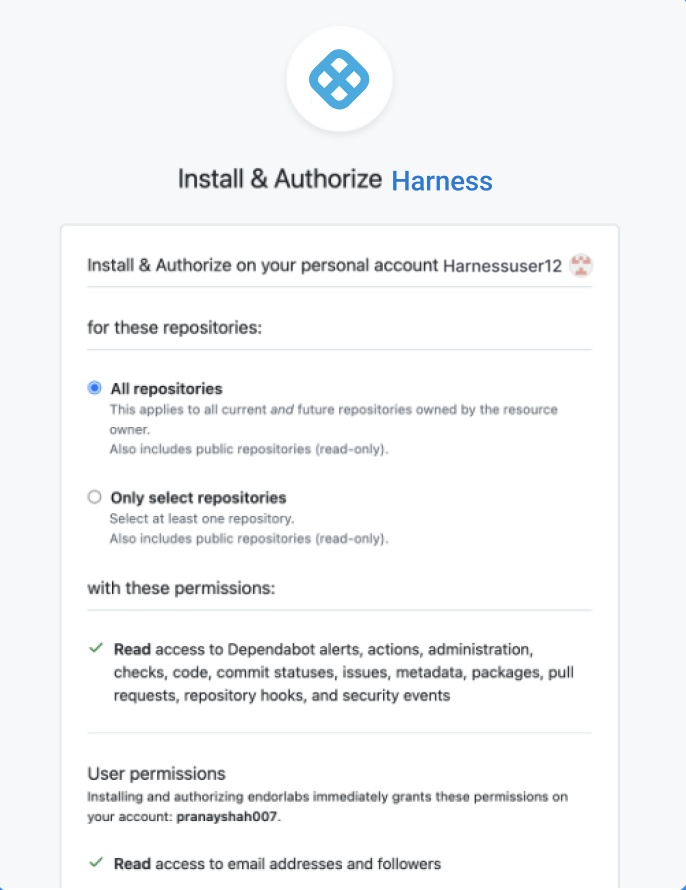 Install & Authorize Harness
Install & Authorize on your personal account Harnessuser12
for these repositories:
All repositories
This applies to all current and future repositories owned by the resource
owner.
Also includes public repositories (read-only).
Only select repositories
Select at least one repository.
Also includes public repositories (read-only).
with these permissions:
Read access to Dependabot alerts, actions, administration,
checks, code, commit statuses, issues, metadata, packages, pull
requests, repository hooks, and security events
User permissions
Installing and authorizing endorlabs immediately grants these permissions on
your account: pranayshah007.
Read access to email addresses and followers